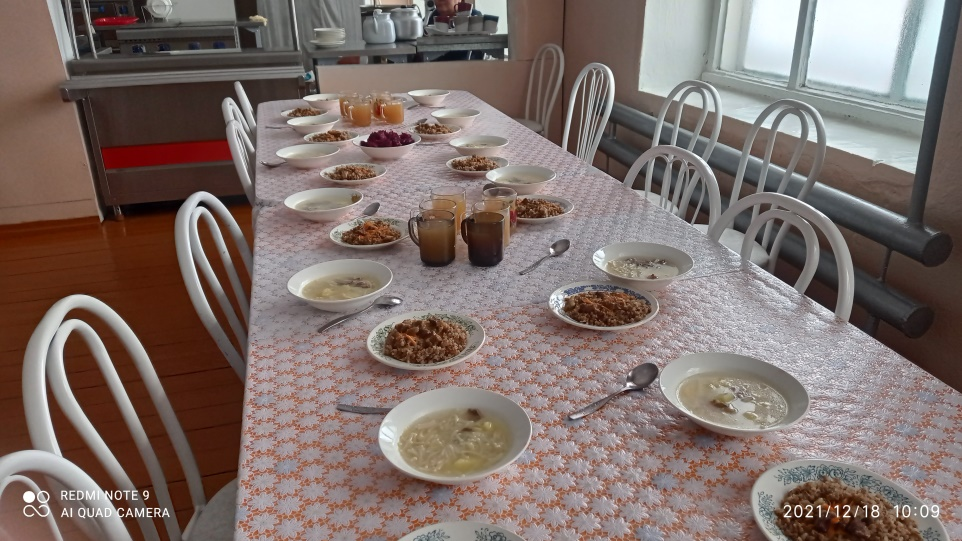 REDMI NOTE 9
AI QUAD CAMERA
2021/12/18 10:09